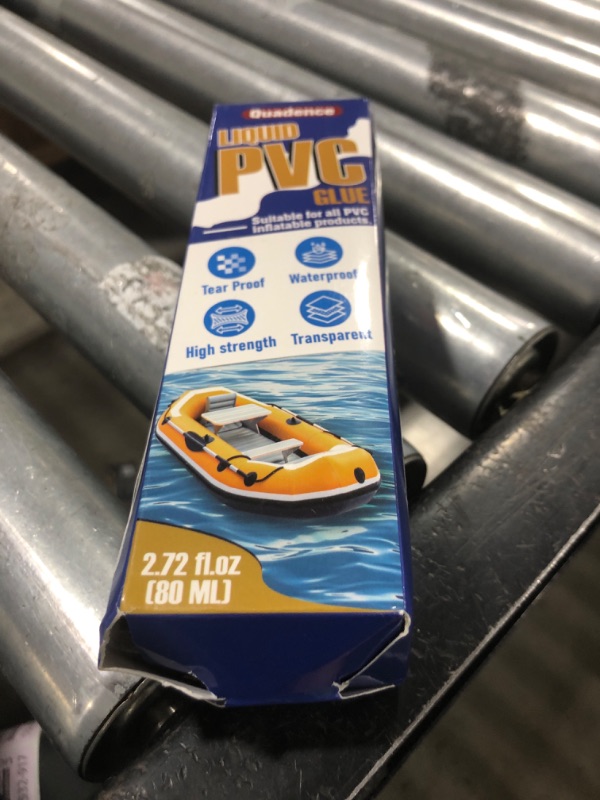 Quadence
LIQUID
PVC
GLUE
Suitable for all PVC
inflatable products.
Tear Proof
Waterproof
High strength
Transparent
2.72 fl.oz
(80 ML)